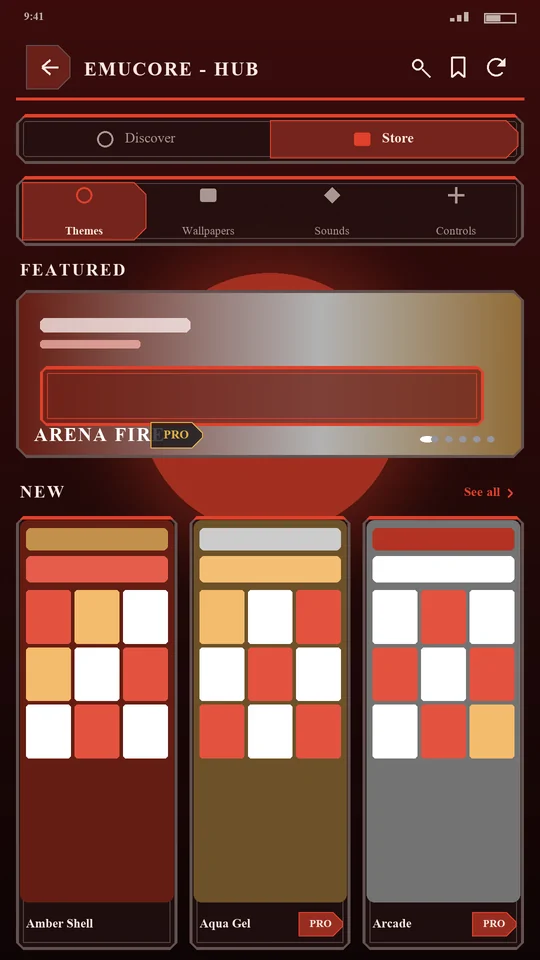 9:41
EMUCORE - HUB
Discover
Store
Themes
Wallpapers
Sounds
Controls
FEATURED
ARENA FIRE
PRO
NEW
See all
Amber Shell
Aqua Gel
PRO
Arcade
PRO